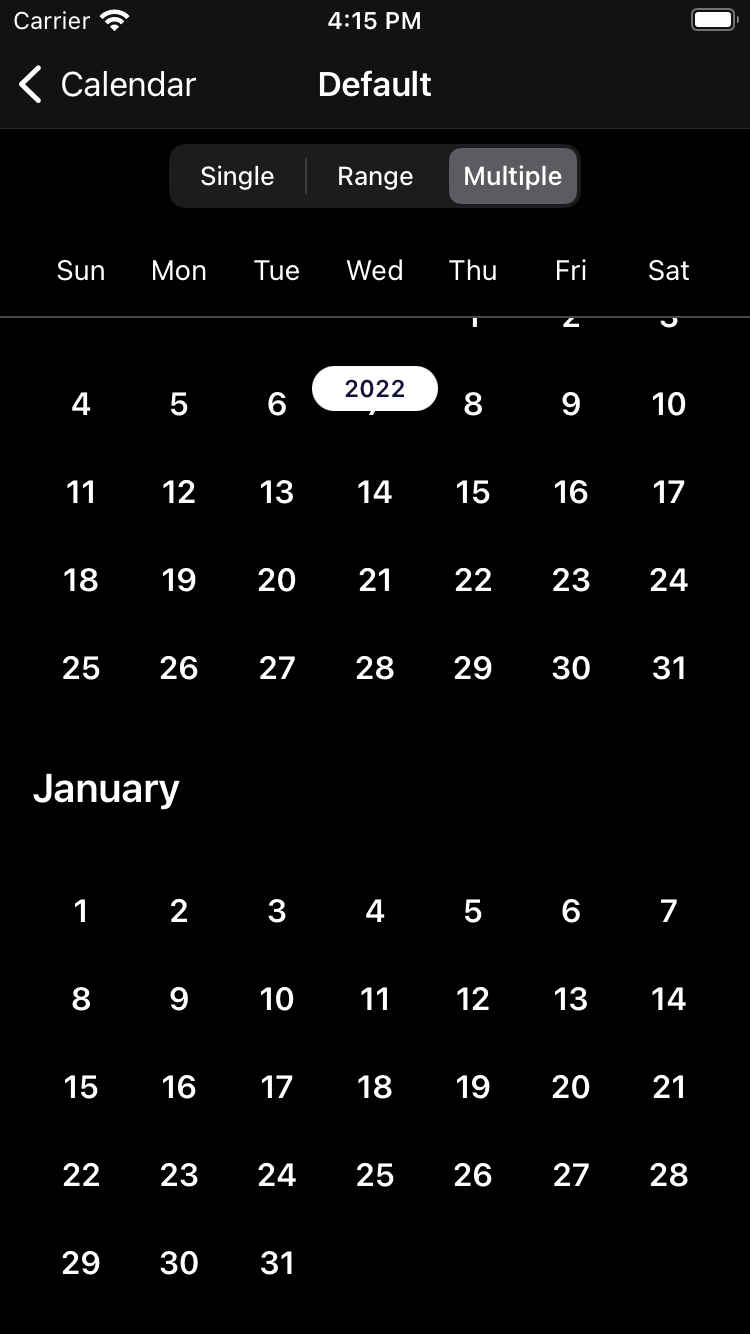 Carrier 4:15 PM
Calendar Default
Single Range Multiple
Sun Mon Tue Wed Thu Fri Sat
1 2 3
2022
4 5 6 7 8 9 10
11 12 13 14 15 16 17
18 19 20 21 22 23 24
25 26 27 28 29 30 31
January
1 2 3 4 5 6 7
8 9 10 11 12 13 14
15 16 17 18 19 20 21
22 23 24 25 26 27 28
29 30 31